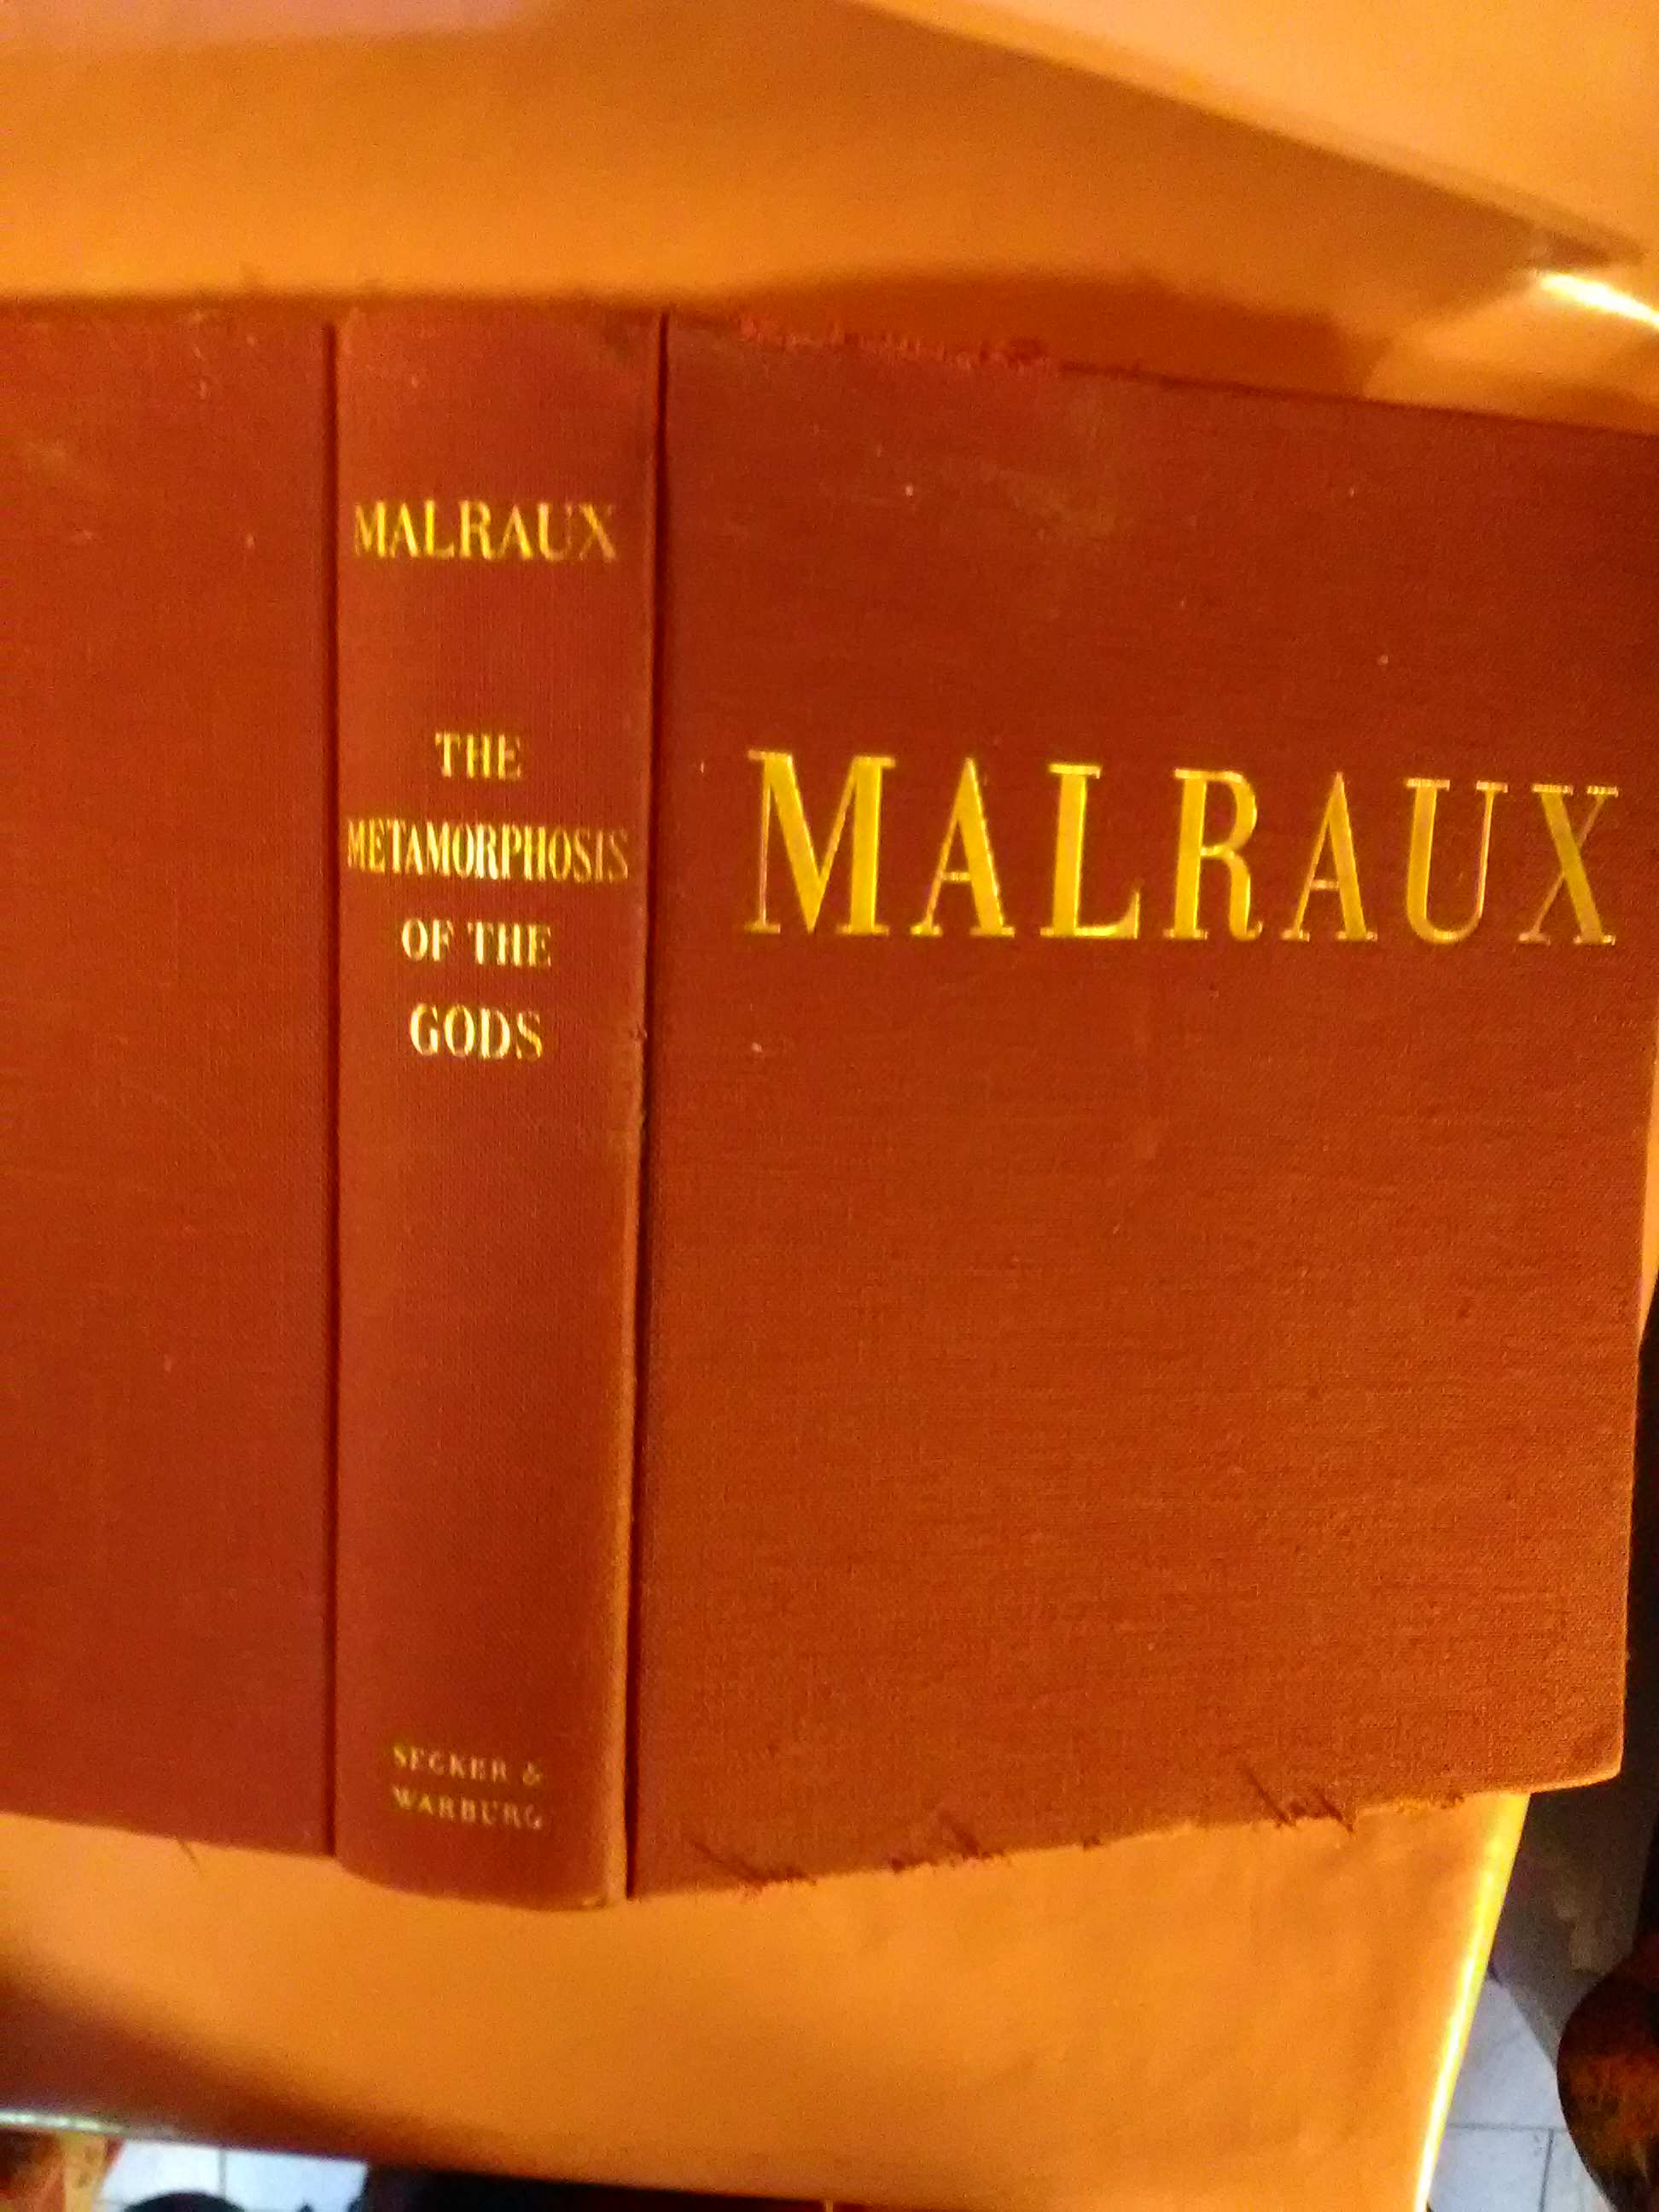 MALRAUX
THE
METAMORPHOSIS
OF THE
GODS
SECKER &
WARBURG
MALRAUX